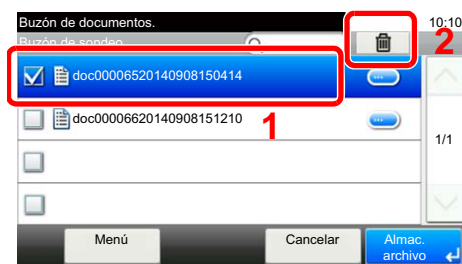 Buzón de documentos.
10:10
Buzón de sondeo
2
doc00006520140908150414
doc00006620140908151210
1
1/1
Menú
Cancelar
Almac.
archivo